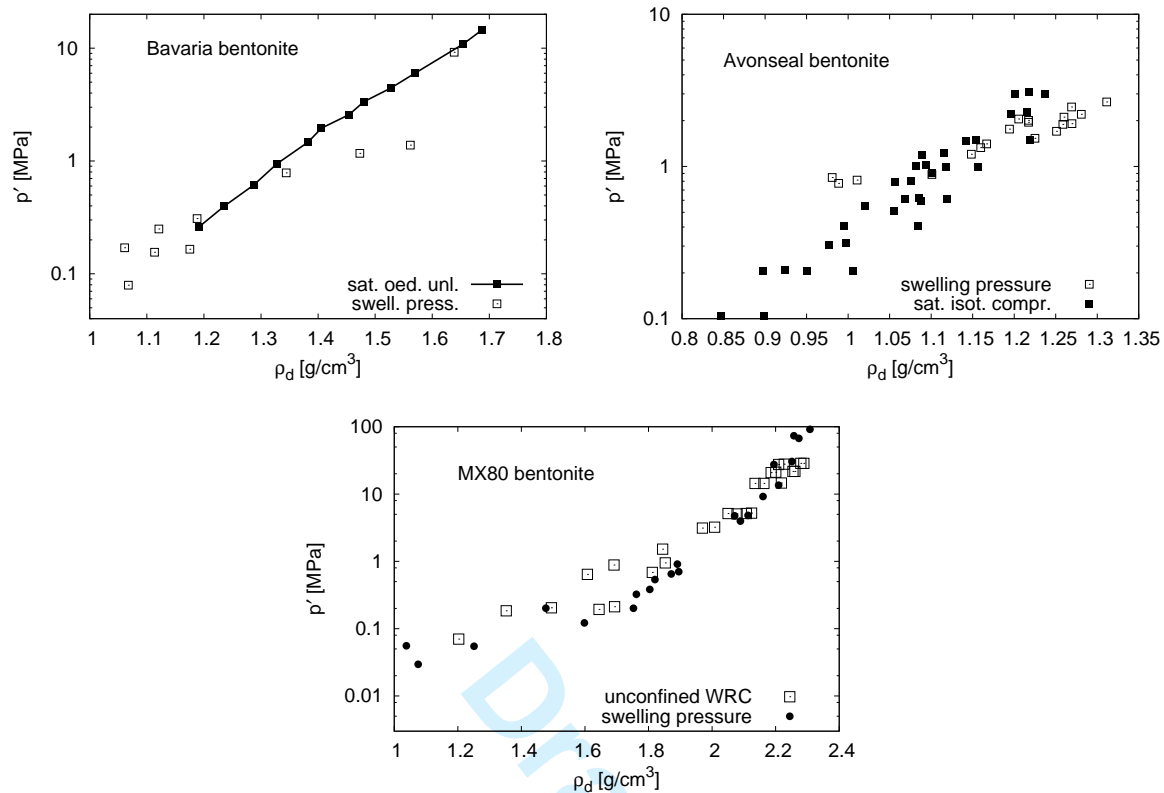 Bavaria bentonite
10
1
0.1
p′ [MPa]
sat. oed. unl.
swell. press.
1 1.1 1.2 1.3 1.4 1.5 1.6 1.7 1.8
ρd [g/cm³]
Avonseal bentonite
10
1
0.1
p′ [MPa]
swelling pressure
sat. isot. compr.
0.8 0.85 0.9 0.95 1 1.05 1.1 1.15 1.2 1.25 1.3 1.35
ρd [g/cm³]
MX80 bentonite
100
10
1
0.1
0.01
p′ [MPa]
unconfined WRC
swelling pressure
1 1.2 1.4 1.6 1.8 2 2.2 2.4
ρd [g/cm³]